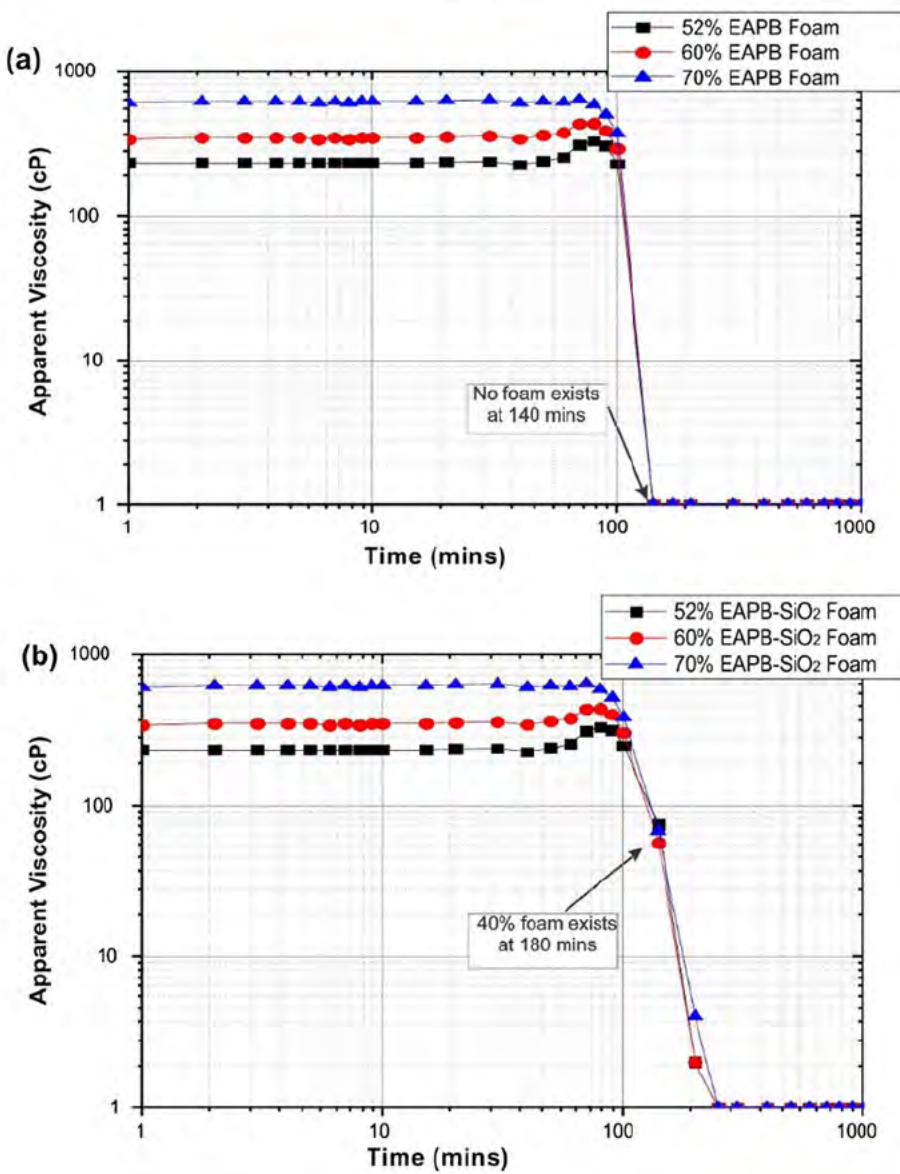 52% EAPB Foam
60% EAPB Foam
70% EAPB Foam
(a)
1000
100
10
1
Apparent Viscosity (cP)
No foam exists
at 140 mins
1
10
100
1000
Time (mins)
52% EAPB-SiO₂ Foam
60% EAPB-SiO₂ Foam
70% EAPB-SiO₂ Foam
(b)
1000
100
10
1
Apparent Viscosity (cP)
40% foam exists
at 180 mins
1
10
100
1000
Time (mins)